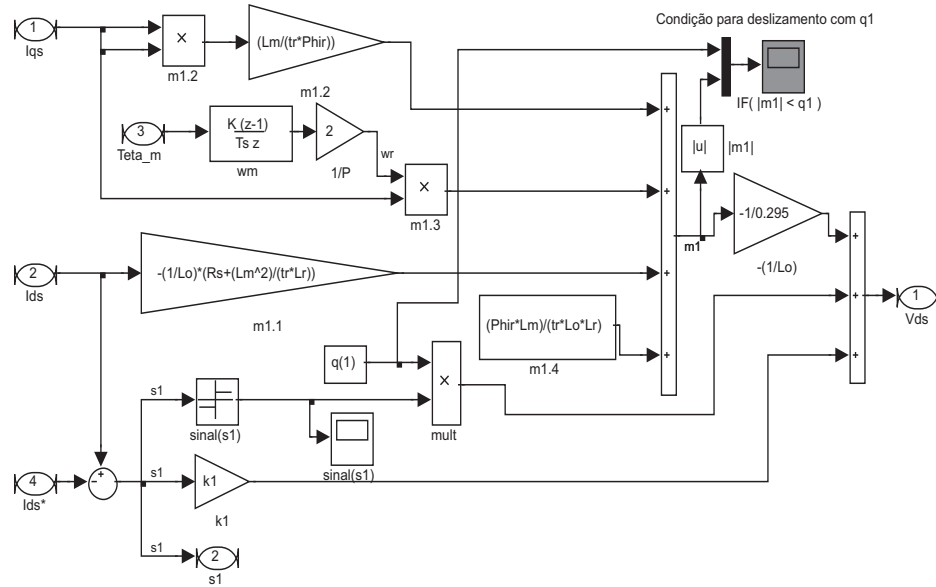 Condição para deslizamento com q1
1
Iqs
×
m1.2
(Lm/(tr*Phir))
m1.2
IF( |m1| < q1 )
3
Teta_m
K (z-1)
Ts z
wm
2
1/P
wr
×
m1.3
|u|
|m1|
m1
-1/0.295
-(1/Lo)
+
+
+
+
2
Ids
-(1/Lo)*(Rs+(Lm^2)/(tr*Lr))
m1.1
(Phir*Lm)/(tr*Lo*Lr)
m1.4
+
+
+
1
Vds
q(1)
×
mult
s1
sinal(s1)
sinal(s1)
4
Ids*
+
-
s1
k1
k1
s1
2
s1